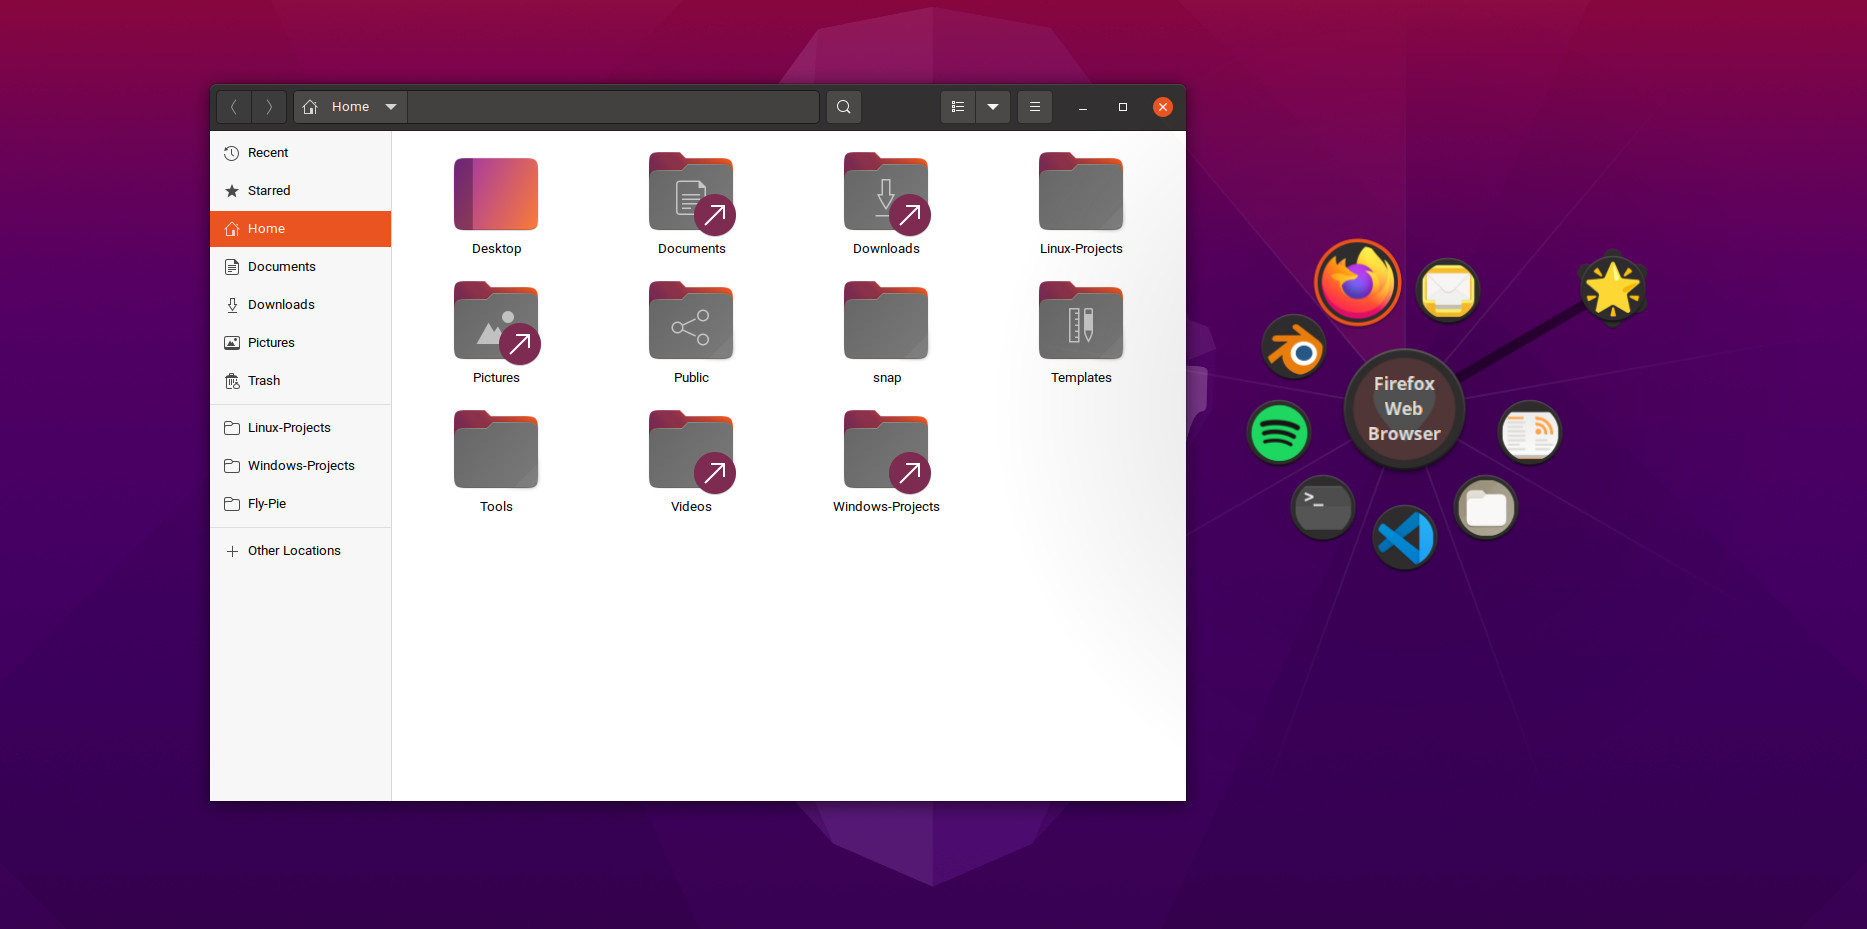 Home
Recent
Starred
Home
Documents
Downloads
Pictures
Trash
Linux-Projects
Windows-Projects
Fly-Pie
Other Locations
Desktop
Documents
Downloads
Linux-Projects
Pictures
Public
snap
Templates
Tools
Videos
Windows-Projects
Firefox
Web
Browser
>_